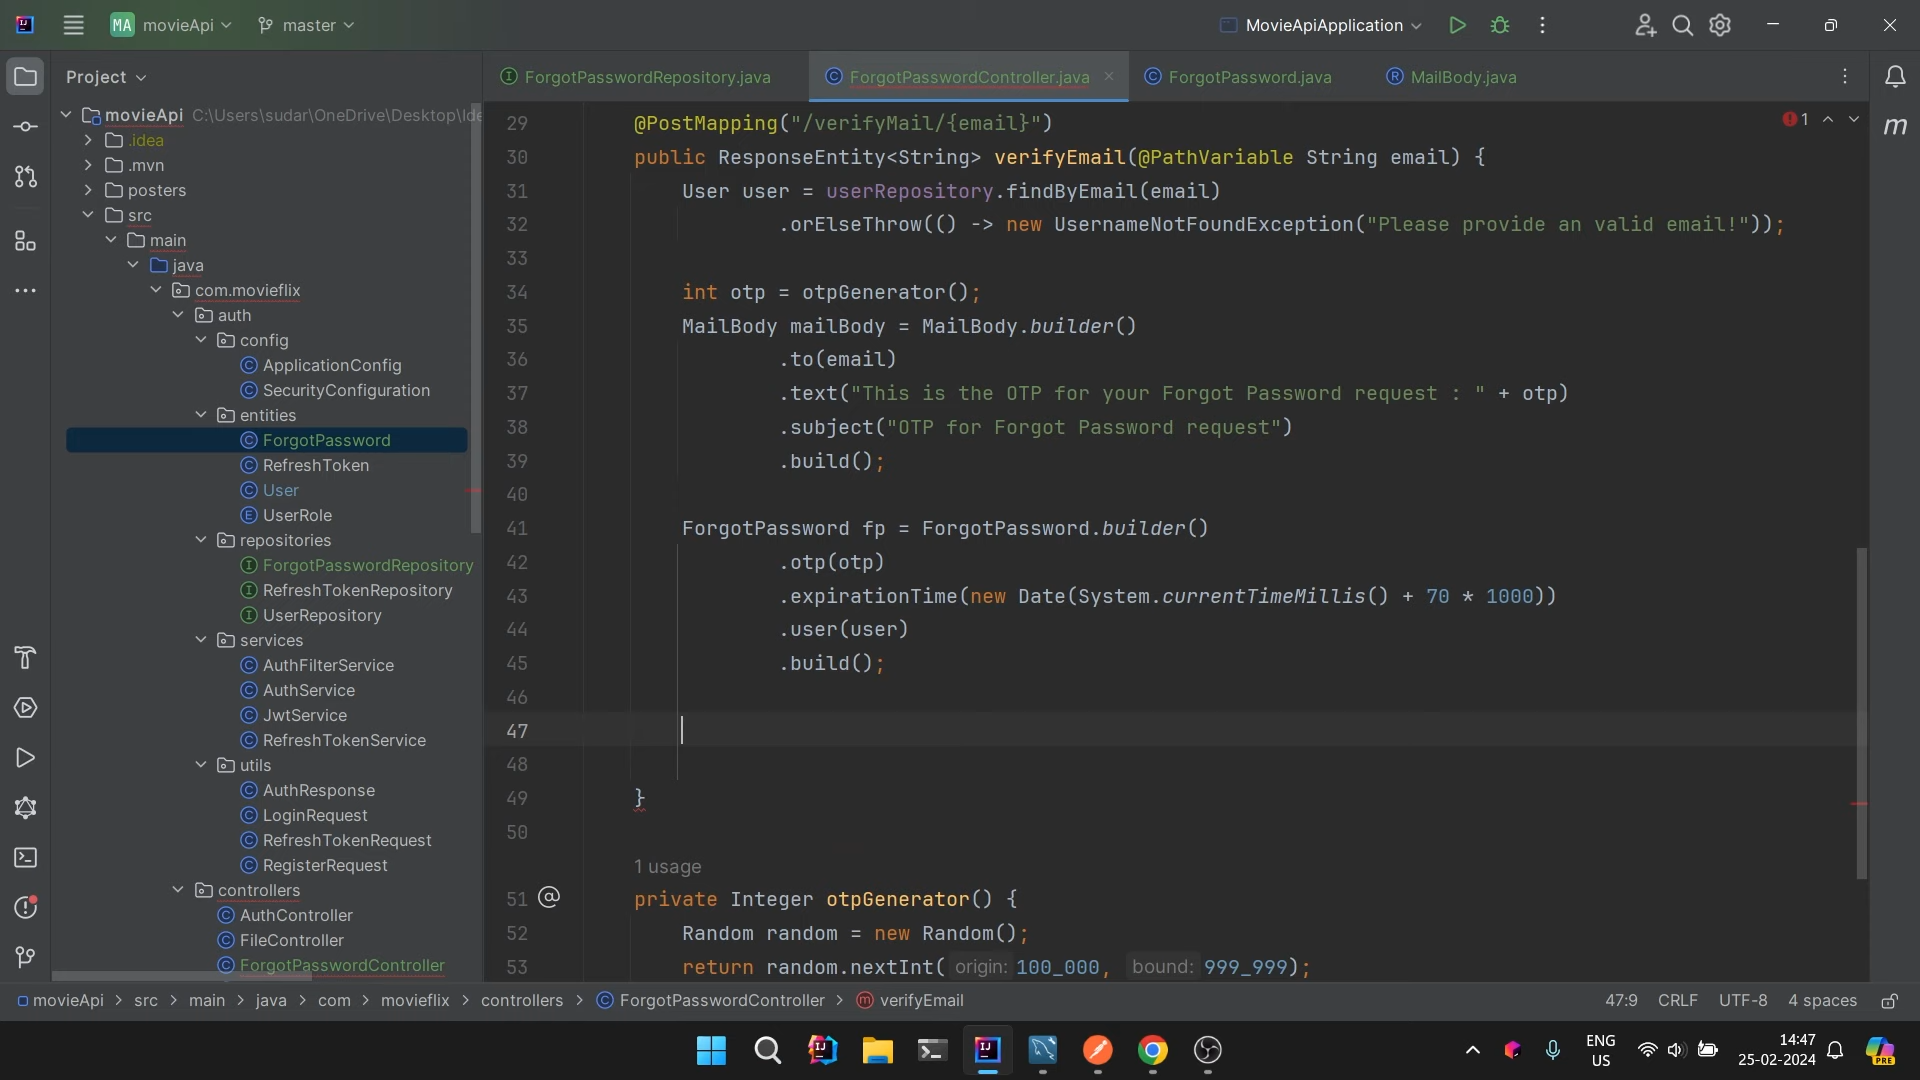 MA movieApi
master
MovieApiApplication
Project
ForgotPasswordRepository.java
ForgotPasswordController.java
ForgotPassword.java
MailBody.java
movieApi C:\Users\sudar\OneDrive\Desktop\Ide
.idea
.mvn
posters
src
main
java
com.movieflix
auth
config
ApplicationConfig
SecurityConfiguration
entities
ForgotPassword
RefreshToken
User
UserRole
repositories
ForgotPasswordRepository
RefreshTokenRepository
UserRepository
services
AuthFilterService
AuthService
JwtService
RefreshTokenService
utils
AuthResponse
LoginRequest
RefreshTokenRequest
RegisterRequest
controllers
AuthController
FileController
ForgotPasswordController
1
m
29 @PostMapping("/verifyMail/{email}")
30 public ResponseEntity<String> verifyEmail(@PathVariable String email) {
31 User user = userRepository.findByEmail(email)
32 .orElseThrow(() -> new UsernameNotFoundException("Please provide an valid email!"));
33
34 int otp = otpGenerator();
35 MailBody mailBody = MailBody.builder()
36 .to(email)
37 .text("This is the OTP for your Forgot Password request : " + otp)
38 .subject("OTP for Forgot Password request")
39 .build();
40
41 ForgotPassword fp = ForgotPassword.builder()
42 .otp(otp)
43 .expirationTime(new Date(System.currentTimeMillis() + 70 * 1000))
44 .user(user)
45 .build();
46
47
48
49 }
50
1 usage
51 @ private Integer otpGenerator() {
52 Random random = new Random();
53 return random.nextInt( origin: 100_000, bound: 999_999);
movieApi > src > main > java > com > movieflix > controllers > ForgotPasswordController > verifyEmail
47:9 CRLF UTF-8 4 spaces
ENG
US
14:47
25-02-2024
PRE